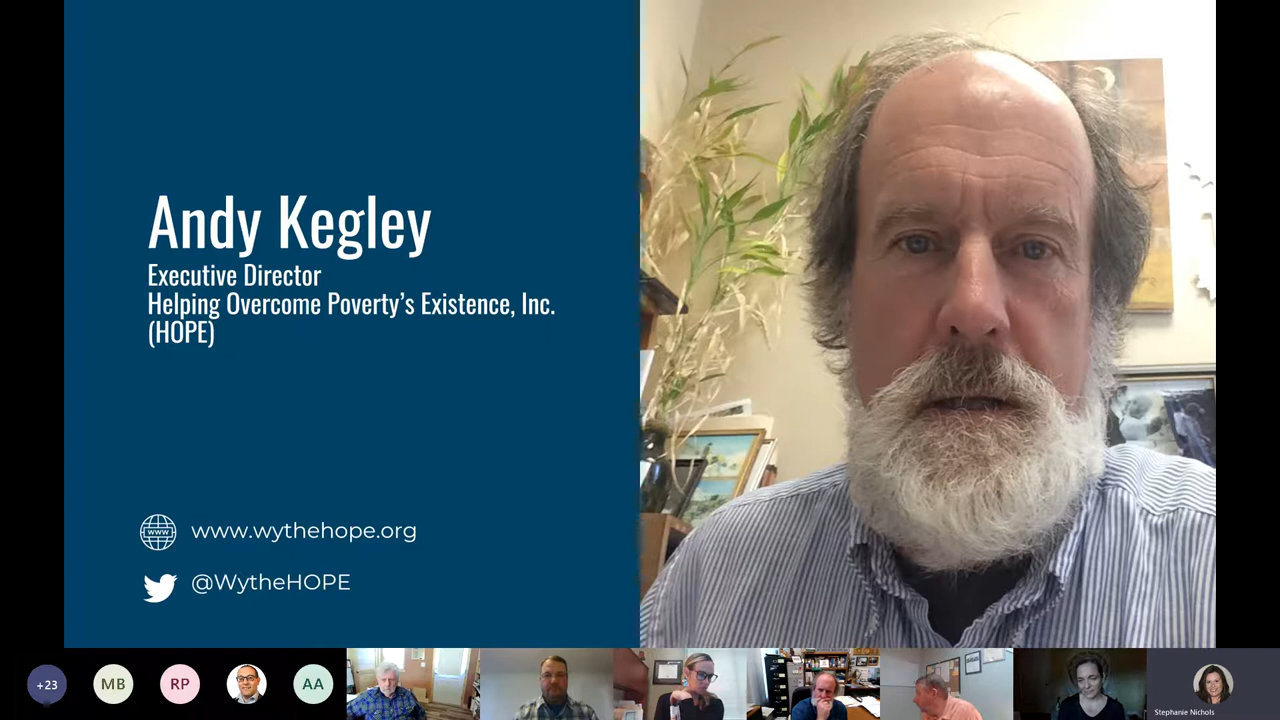 Andy Kegley
Executive Director
Helping Overcome Poverty’s Existence, Inc.
(HOPE)
www
www.wythehope.org
@WytheHOPE
+23
MB
RP
AA
Stephanie Nichols